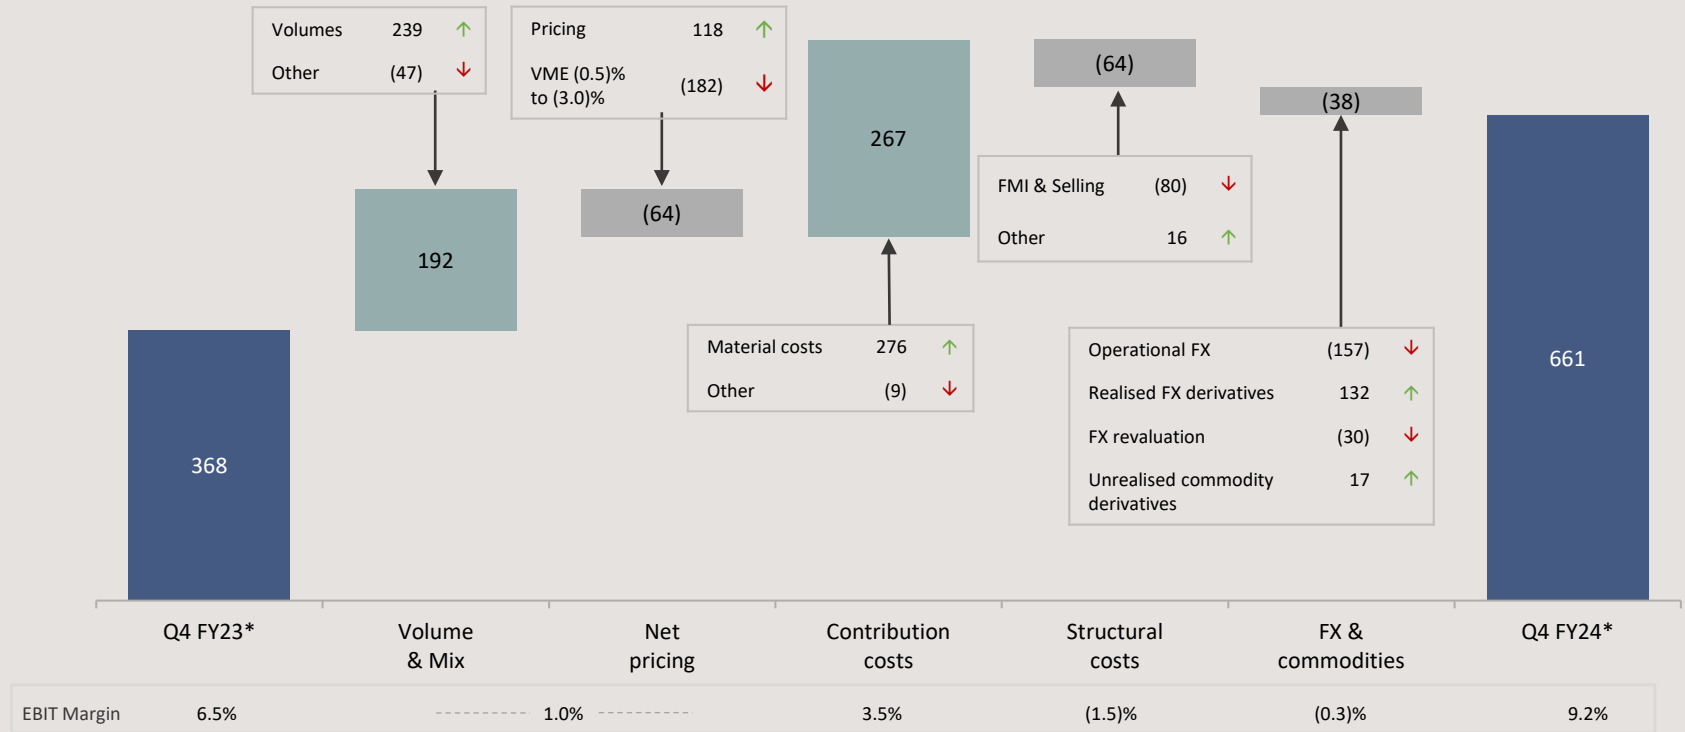 Volumes 239 ↑
Other (47) ↓
Pricing 118 ↑
VME (0.5)%
to (3.0)% (182) ↓
192
(64)
267
(64)
(38)
FMI & Selling (80) ↓
Other 16 ↑
Material costs 276 ↑
Other (9) ↓
Operational FX (157) ↓
Realised FX derivatives 132 ↑
FX revaluation (30) ↓
Unrealised commodity 17 ↑
derivatives
368
661
Q4 FY23*
Volume
& Mix
Net
pricing
Contribution
costs
Structural
costs
FX &
commodities
Q4 FY24*
EBIT Margin 6.5% 1.0% 3.5% (1.5)% (0.3)% 9.2%